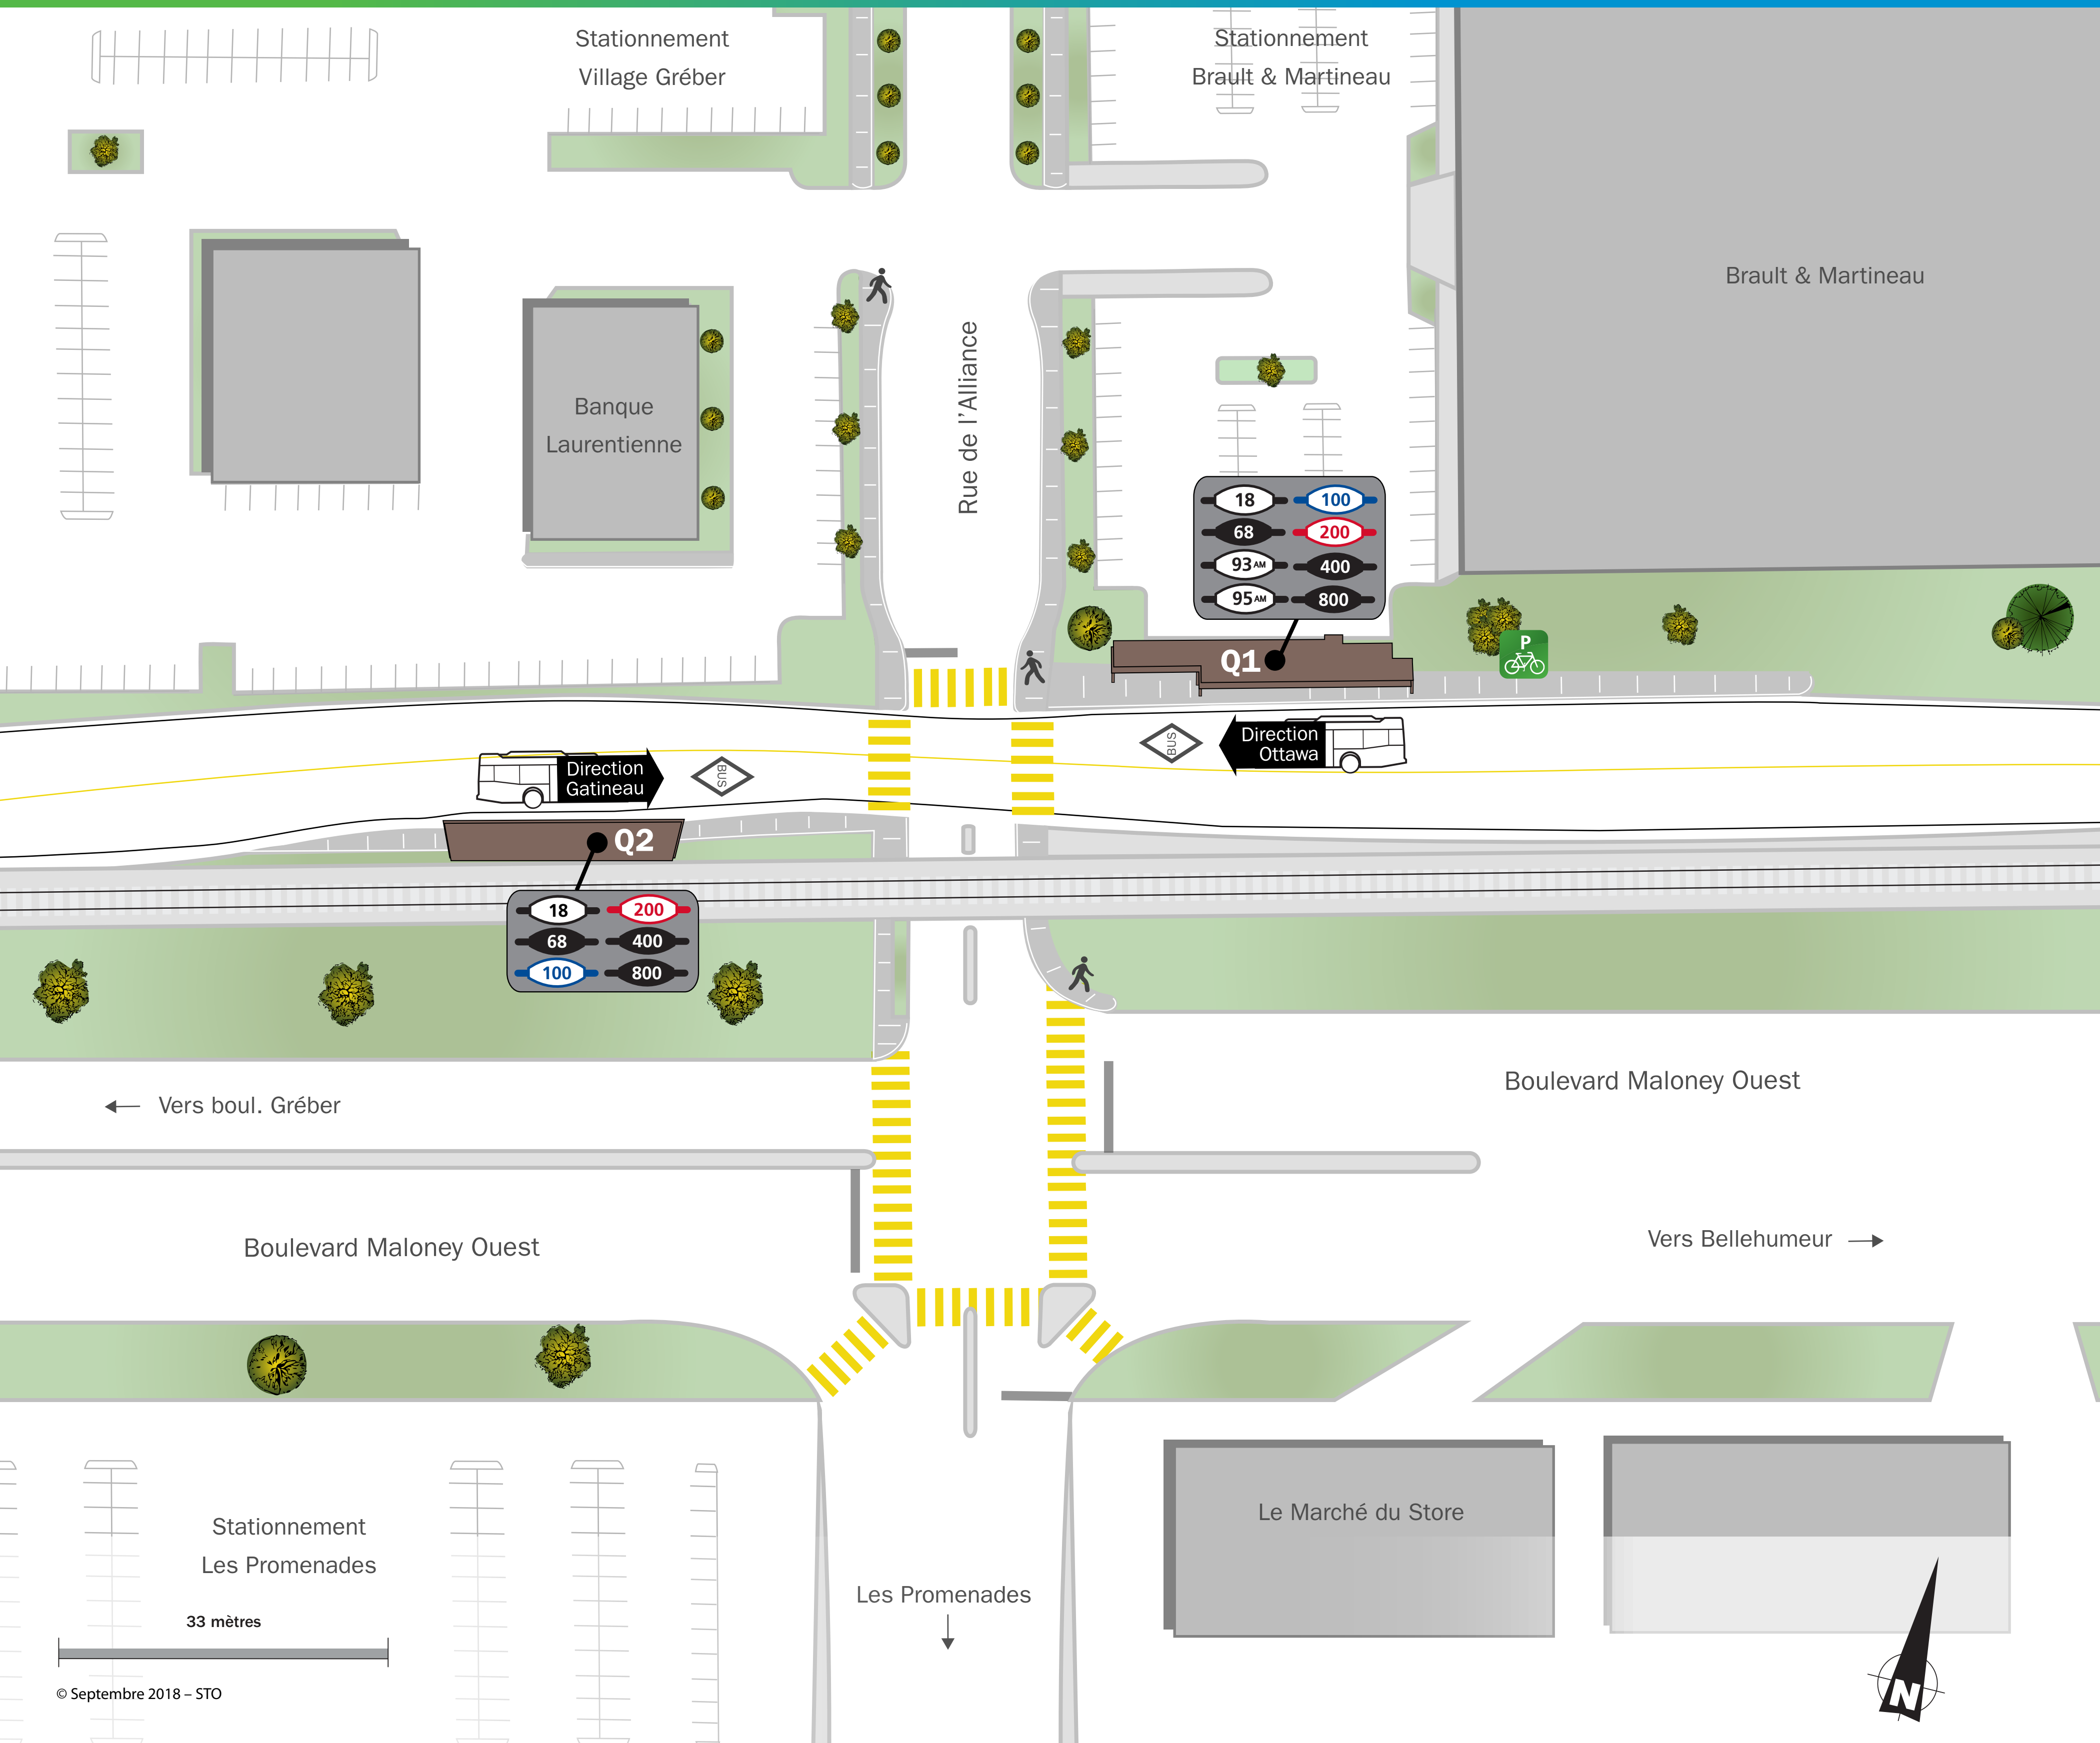 Stationnement
Village Gréber
Stationnement
Brault & Martineau
Brault & Martineau
Banque
Laurentienne
Rue de l'Alliance
18
100
68
200
93 AM
400
95 AM
800
Q1
P
Direction
Ottawa
BUS
Direction
Gatineau
BUS
Q2
18
200
68
400
100
800
Boulevard Maloney Ouest
Vers boul. Gréber
Boulevard Maloney Ouest
Vers Bellehumeur
Le Marché du Store
Stationnement
Les Promenades
Les Promenades
33 mètres
© Septembre 2018 – STO
N